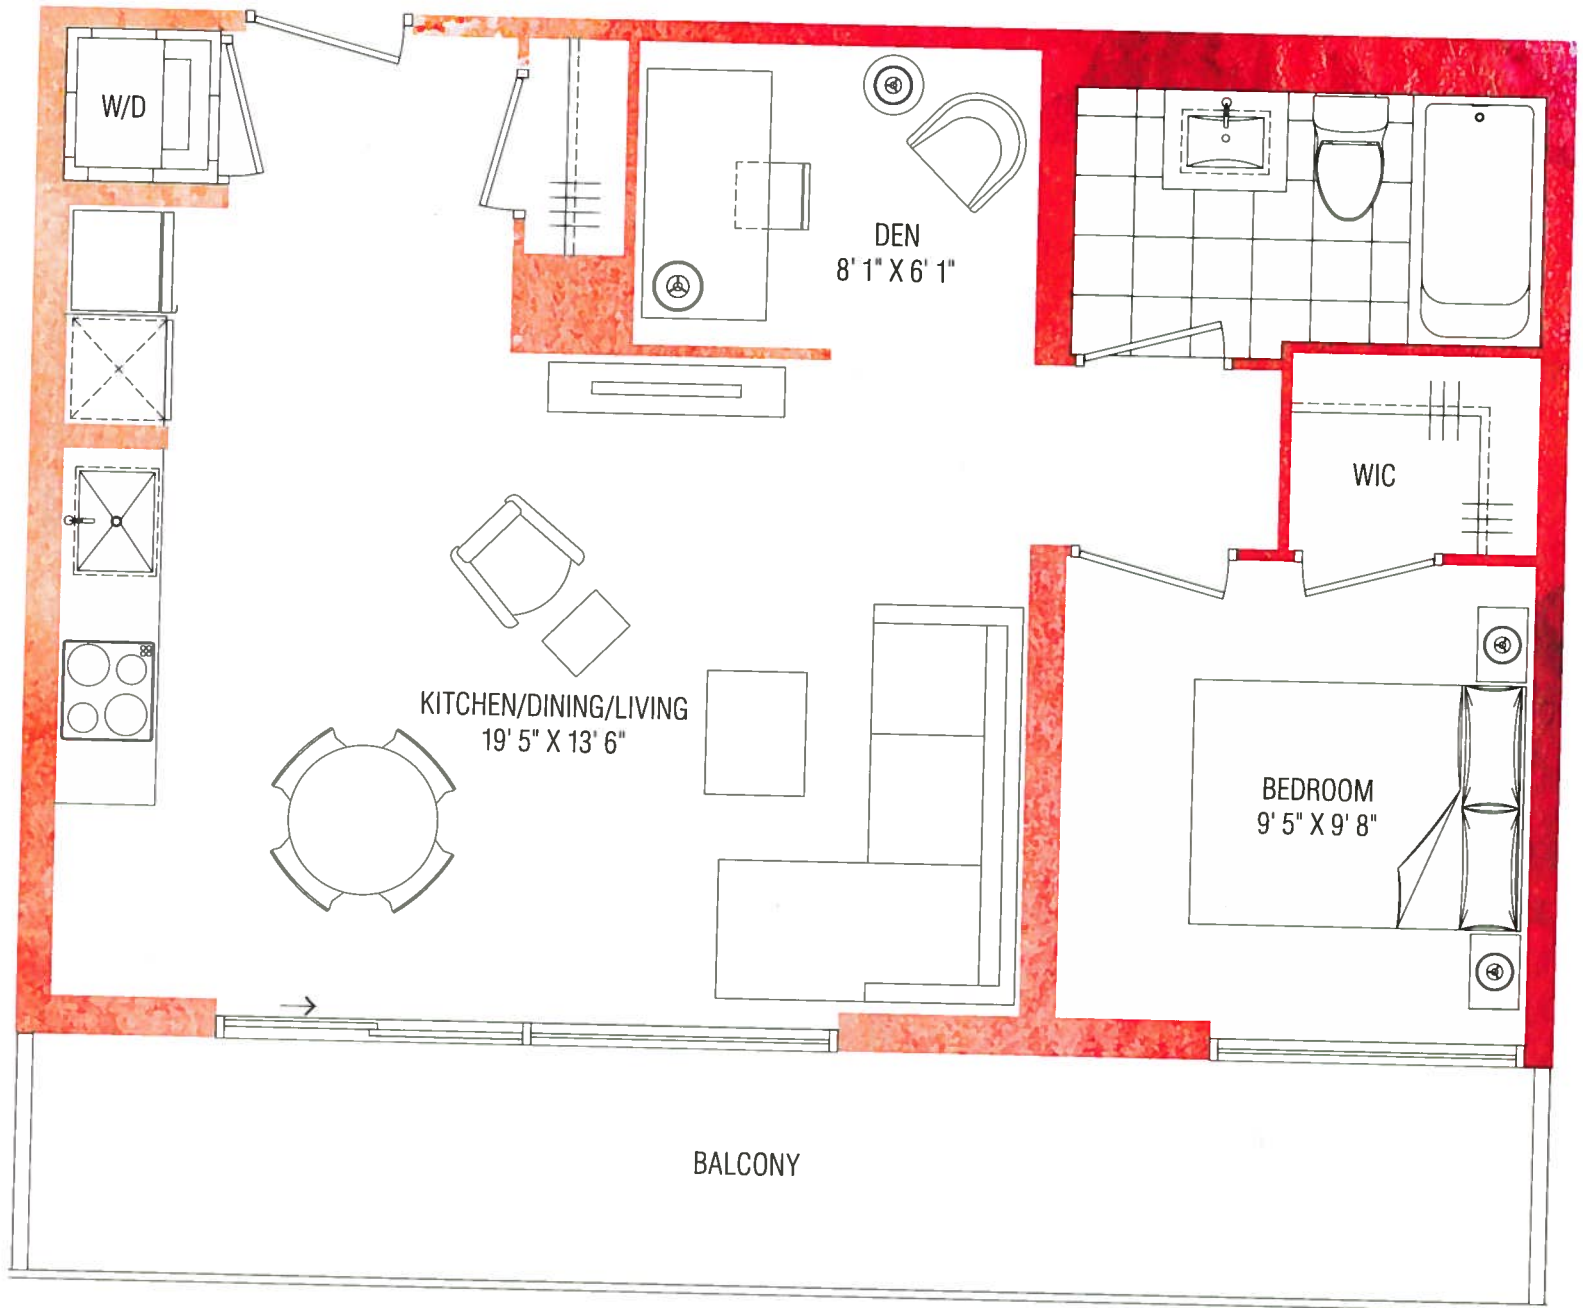 W/D
DEN
8' 1" X 6' 1"
WIC
KITCHEN/DINING/LIVING
19' 5" X 13' 6"
BEDROOM
9' 5" X 9' 8"
BALCONY